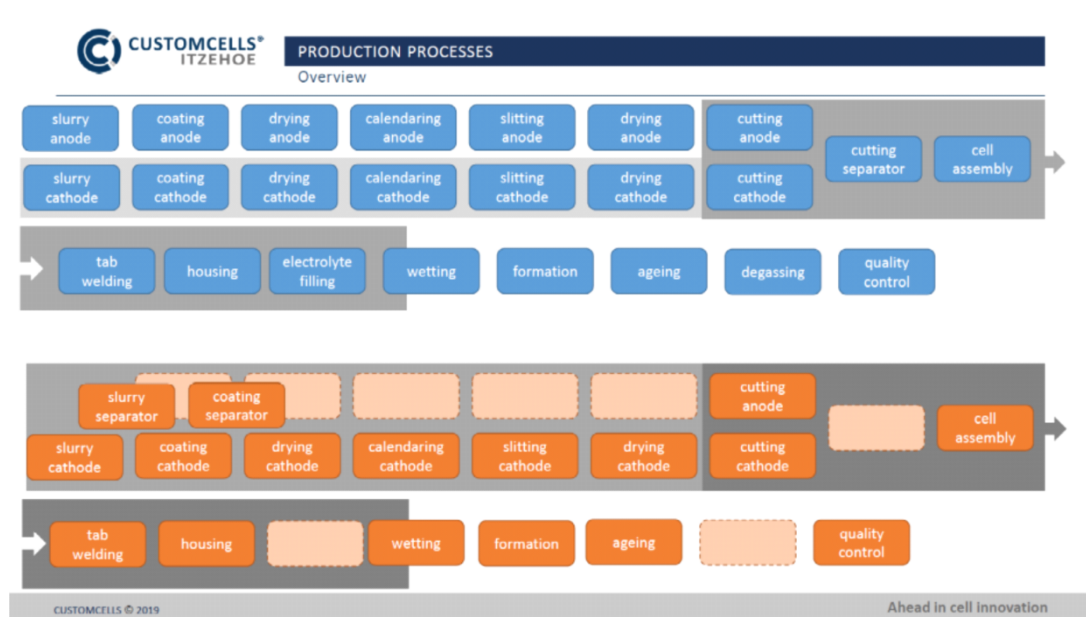 CUSTOMCELLS®
ITZEHOE
PRODUCTION PROCESSES
Overview
slurry
anode
coating
anode
drying
anode
calendaring
anode
slitting
anode
drying
anode
cutting
anode
cutting
separator
cell
assembly
slurry
cathode
coating
cathode
drying
cathode
calendaring
cathode
slitting
cathode
drying
cathode
cutting
cathode
tab
welding
housing
electrolyte
filling
wetting
formation
ageing
degassing
quality
control
slurry
separator
coating
separator
cutting
anode
cell
assembly
slurry
cathode
coating
cathode
drying
cathode
calendaring
cathode
slitting
cathode
drying
cathode
cutting
cathode
tab
welding
housing
wetting
formation
ageing
quality
control
CUSTOMCELLS © 2019
Ahead in cell innovation